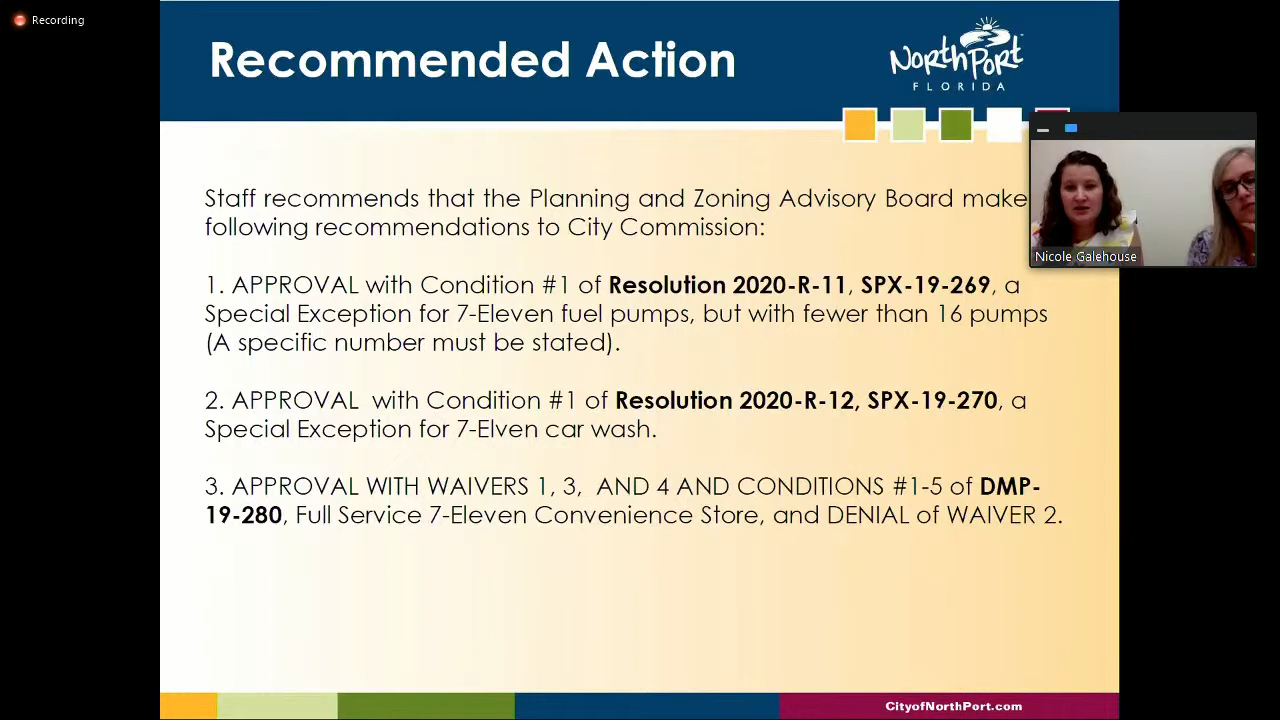 Recording
Recommended Action
NorthPort
FLORIDA
Staff recommends that the Planning and Zoning Advisory Board make
following recommendations to City Commission:
Nicole Galehouse
1. APPROVAL with Condition #1 of Resolution 2020-R-11, SPX-19-269, a
Special Exception for 7-Eleven fuel pumps, but with fewer than 16 pumps
(A specific number must be stated).
2. APPROVAL with Condition #1 of Resolution 2020-R-12, SPX-19-270, a
Special Exception for 7-Elven car wash.
3. APPROVAL WITH WAIVERS 1, 3, AND 4 AND CONDITIONS #1-5 of DMP-
19-280, Full Service 7-Eleven Convenience Store, and DENIAL of WAIVER 2.
CityofNorthPort.com